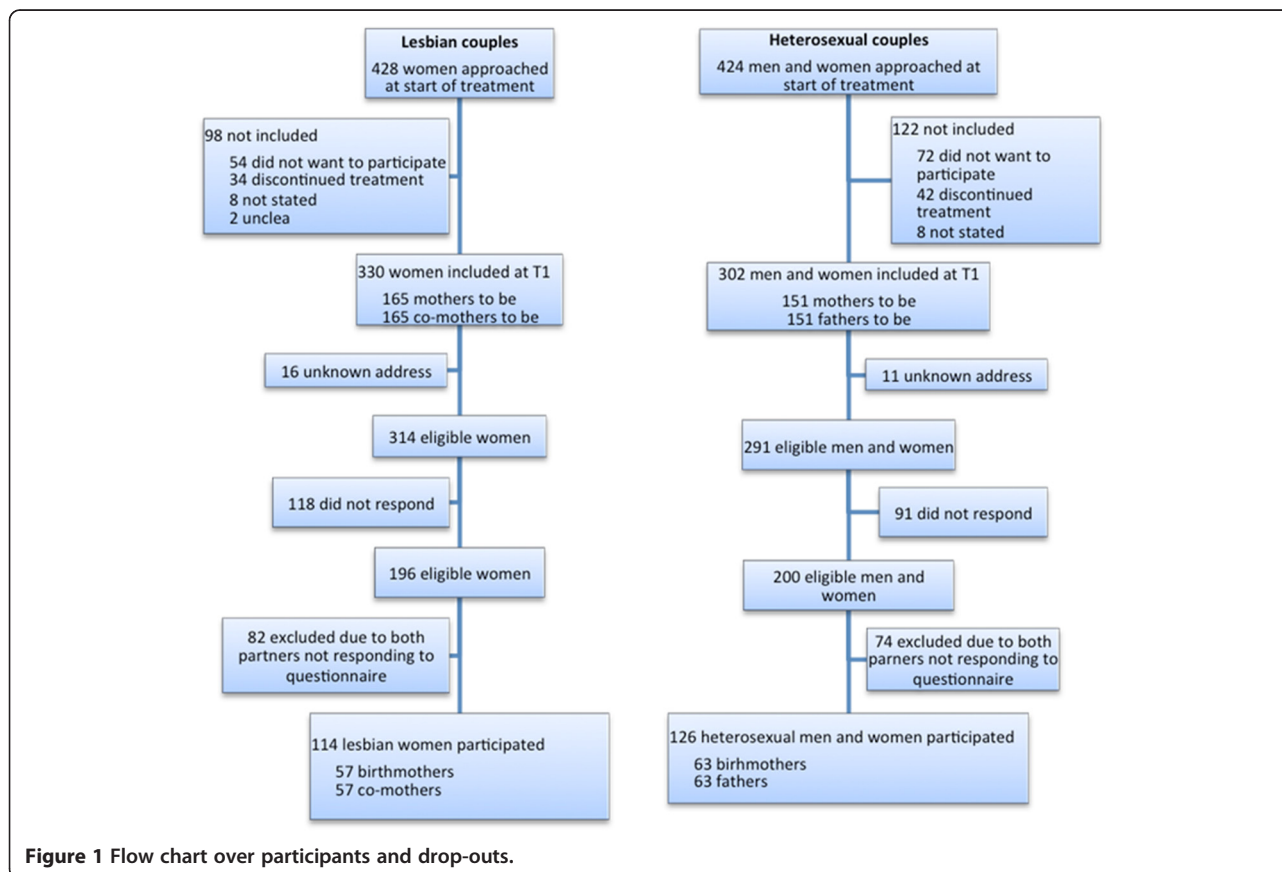 Lesbian couples
428 women approached
at start of treatment
98 not included
54 did not want to participate
34 discontinued treatment
8 not stated
2 unclea
330 women included at T1
165 mothers to be
165 co-mothers to be
16 unknown address
314 eligible women
118 did not respond
196 eligible women
82 excluded due to both
partners not responding to
questionnaire
114 lesbian women participated
57 birthmothers
57 co-mothers
Heterosexual couples
424 men and women approached at
start of treatment
122 not included
72 did not want to
participate
42 discontinued
treatment
8 not stated
302 men and women included at T1
151 mothers to be
151 fathers to be
11 unknown address
291 eligible men and women
91 did not respond
200 eligible men and
women
74 excluded due to both
parners not responding to
questionnaire
126 heterosexual men and women participated
63 birhmothers
63 fathers
Figure 1 Flow chart over participants and drop-outs.